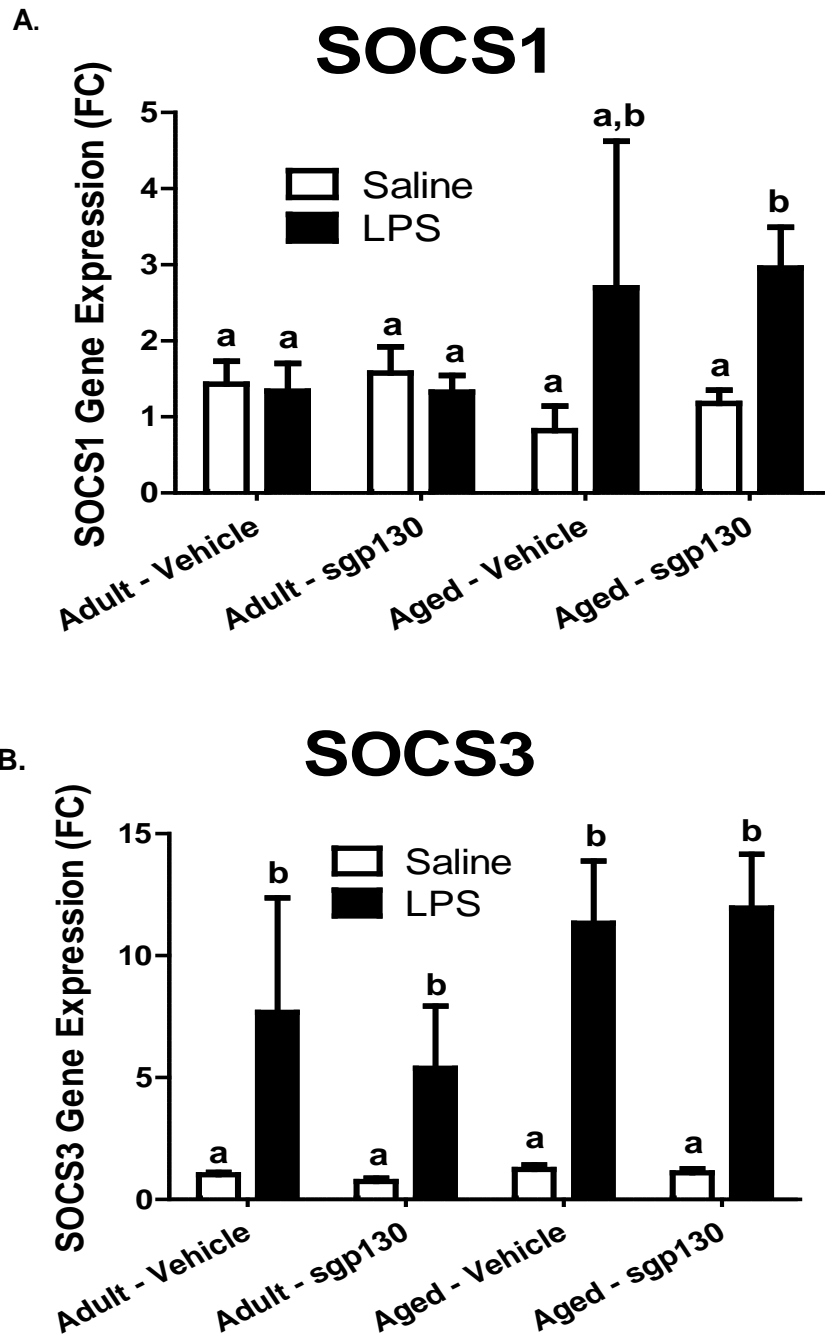 A.
SOCS1
SOCS1 Gene Expression (FC)
5
4
3
2
1
0
Saline
LPS
a
a
a
a
a
a,b
a
b
Adult - Vehicle
Adult - sgp130
Aged - Vehicle
Aged - sgp130
B.
SOCS3
SOCS3 Gene Expression (FC)
15
10
5
0
Saline
LPS
a
b
a
b
a
b
a
b
Adult - Vehicle
Adult - sgp130
Aged - Vehicle
Aged - sgp130